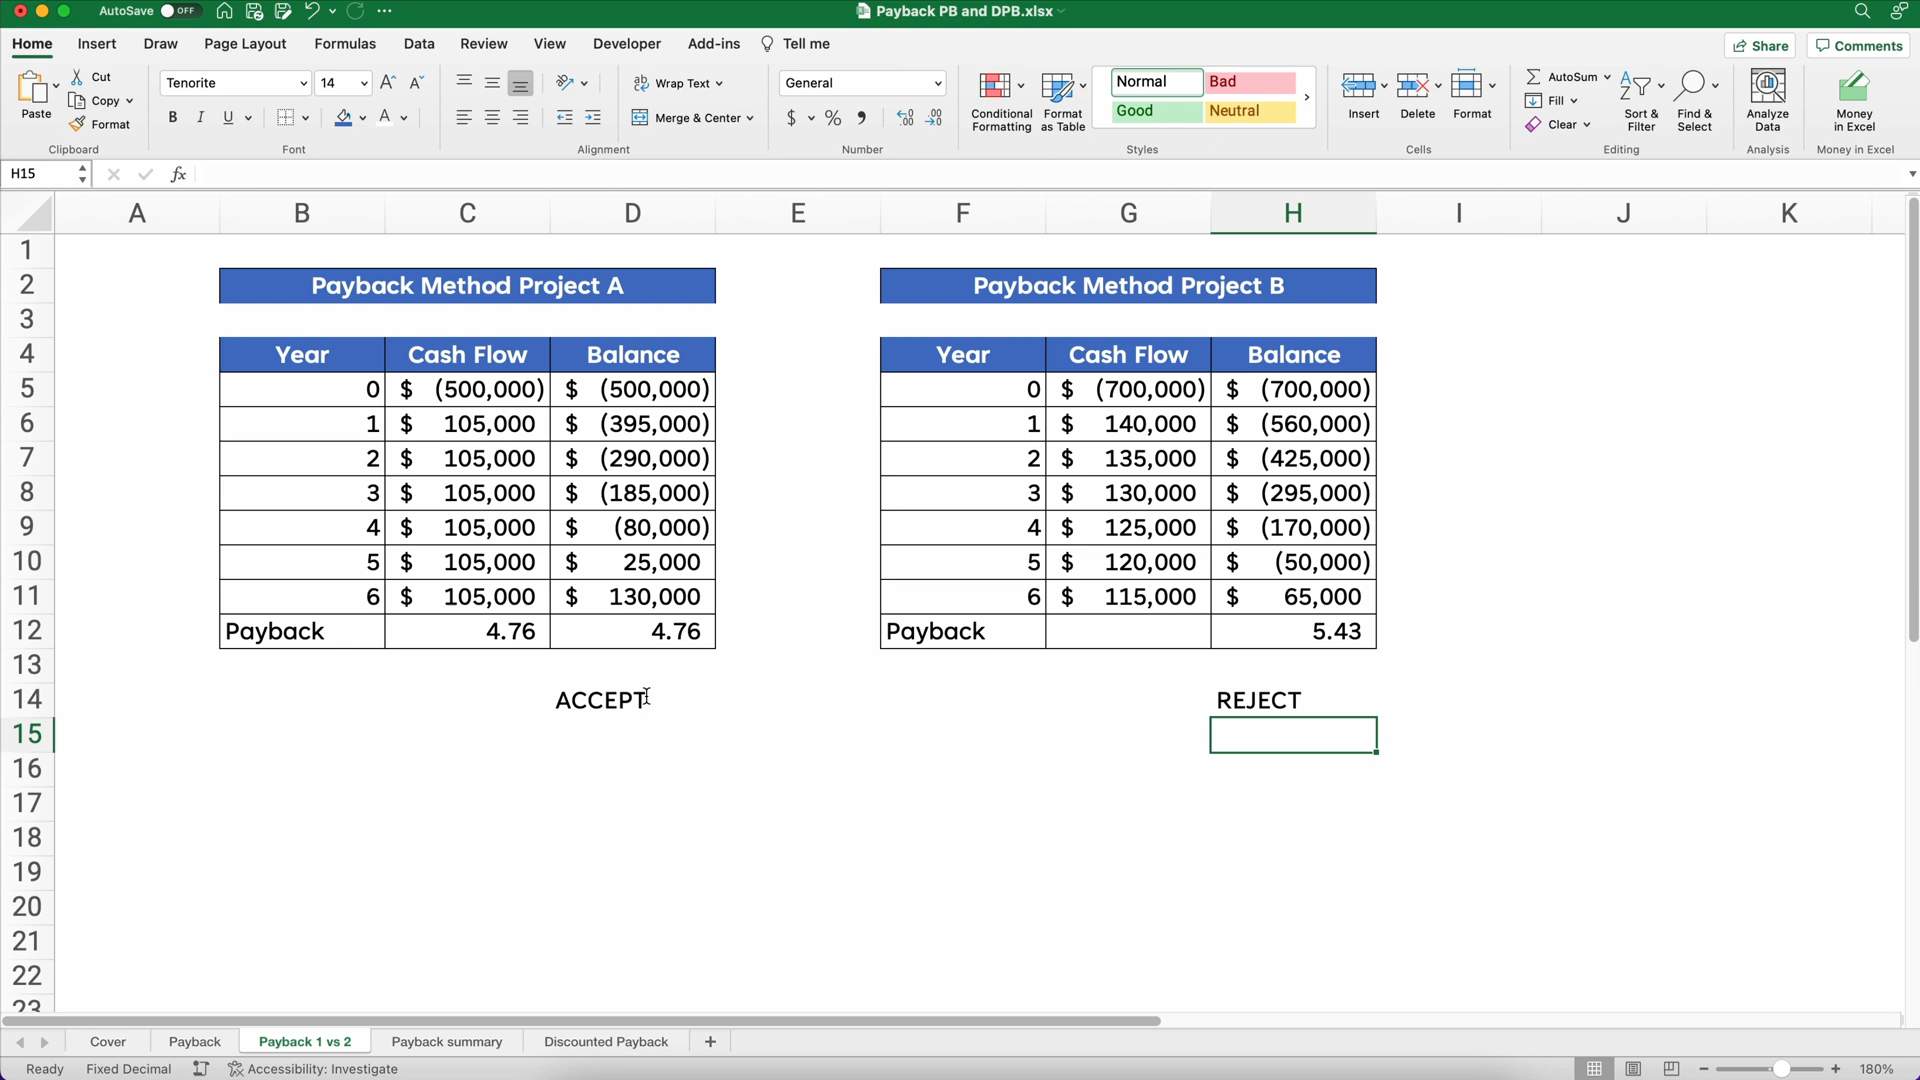 AutoSave OFF ••• Payback PB and DPB.xlsx
Home Insert Draw Page Layout Formulas Data Review View Developer Add-ins Tell me Share Comments
Paste Cut Copy Format Clipboard
Tenorite 14 B I U Font
Wrap Text Merge & Center Alignment
General $ % Number
Conditional Formatting Format as Table Normal Bad Good Neutral Styles
Insert Delete Format Cells
AutoSum Fill Clear Sort & Filter Find & Select Editing
Analyze Data Analysis
Money in Excel Money in Excel
H15 fx
A B C D E F G H I J K
1
2 Payback Method Project A Payback Method Project B
3
4 Year Cash Flow Balance Year Cash Flow Balance
5 0 $ (500,000) $ (500,000) 0 $ (700,000) $ (700,000)
6 1 $ 105,000 $ (395,000) 1 $ 140,000 $ (560,000)
7 2 $ 105,000 $ (290,000) 2 $ 135,000 $ (425,000)
8 3 $ 105,000 $ (185,000) 3 $ 130,000 $ (295,000)
9 4 $ 105,000 $ (80,000) 4 $ 125,000 $ (170,000)
10 5 $ 105,000 $ 25,000 5 $ 120,000 $ (50,000)
11 6 $ 105,000 $ 130,000 6 $ 115,000 $ 65,000
12 Payback 4.76 4.76 Payback 5.43
13
14 ACCEPT REJECT
15
16
17
18
19
20
21
22
23
Cover Payback Payback 1 vs 2 Payback summary Discounted Payback +
Ready Fixed Decimal Accessibility: Investigate − + 180%